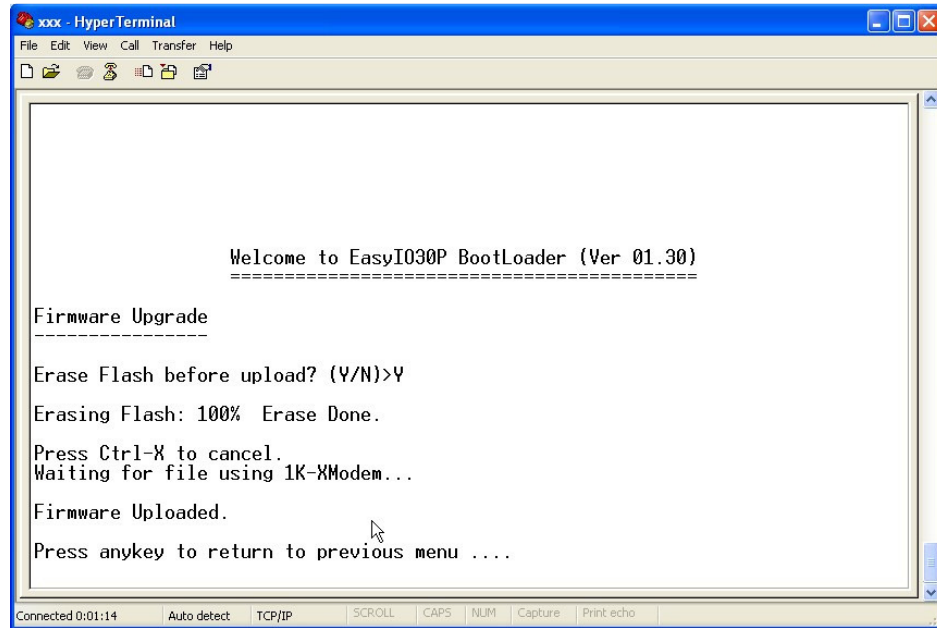 xxx - HyperTerminal
File Edit View Call Transfer Help
Welcome to EasyIO30P BootLoader (Ver 01.30)
===========================================
Firmware Upgrade
----------------
Erase Flash before upload? (Y/N)>Y
Erasing Flash: 100%  Erase Done.
Press Ctrl-X to cancel.
Waiting for file using 1K-XModem...
Firmware Uploaded.
Press anykey to return to previous menu ....
Connected 0:01:14 Auto detect TCP/IP SCROLL CAPS NUM Capture Print echo